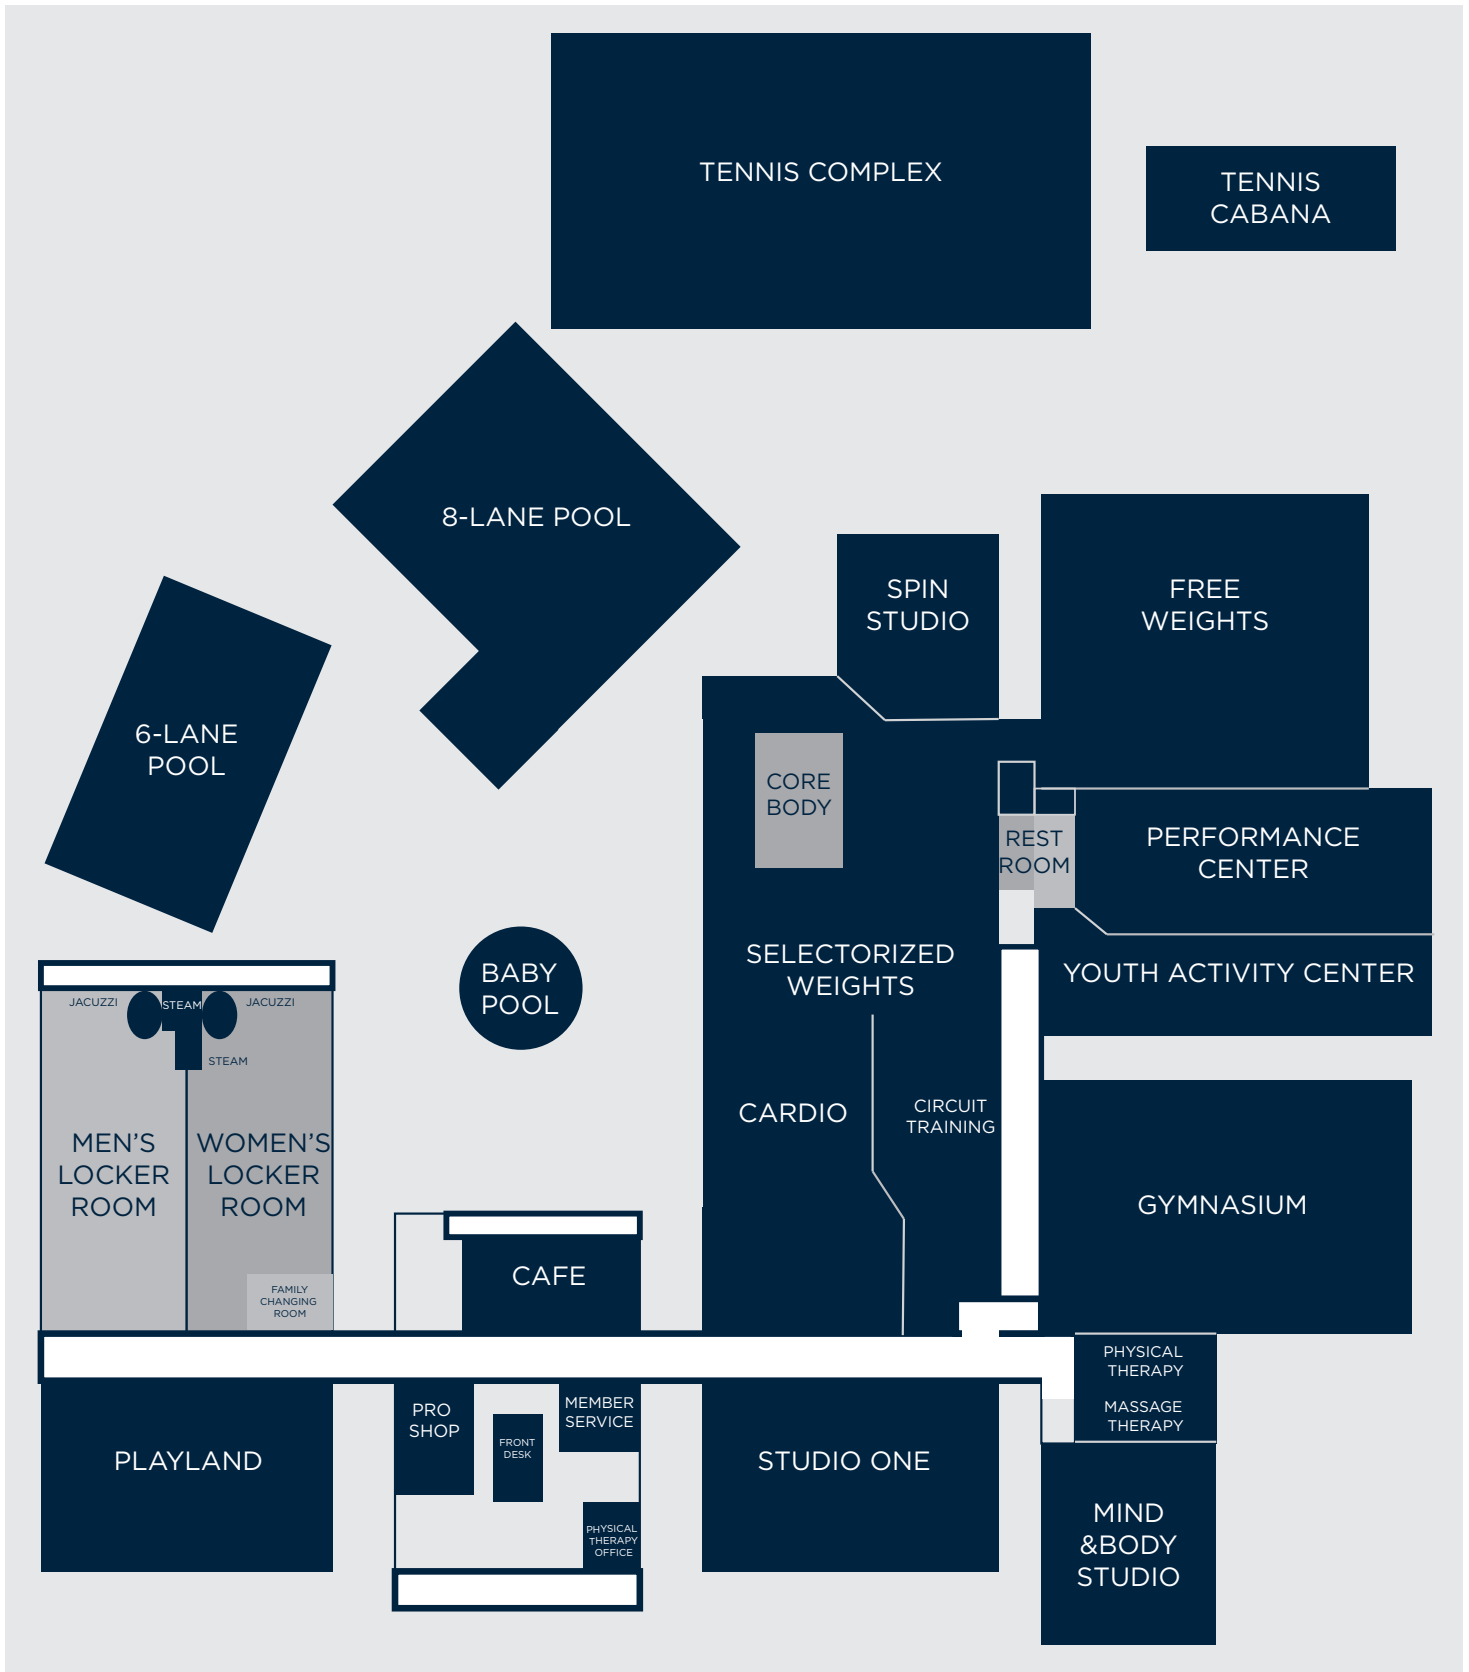 TENNIS COMPLEX
TENNIS
CABANA
8-LANE POOL
SPIN
STUDIO
FREE
WEIGHTS
6-LANE
POOL
CORE
BODY
REST
ROOM
PERFORMANCE
CENTER
SELECTORIZED
WEIGHTS
YOUTH ACTIVITY CENTER
BABY
POOL
JACUZZI
STEAM
JACUZZI
STEAM
CARDIO
CIRCUIT
TRAINING
MEN’S
LOCKER
ROOM
WOMEN’S
LOCKER
ROOM
GYMNASIUM
CAFE
FAMILY
CHANGING
ROOM
PHYSICAL
THERAPY
MASSAGE
THERAPY
PLAYLAND
PRO
SHOP
FRONT
DESK
MEMBER
SERVICE
PHYSICAL
THERAPY
OFFICE
STUDIO ONE
MIND
&BODY
STUDIO